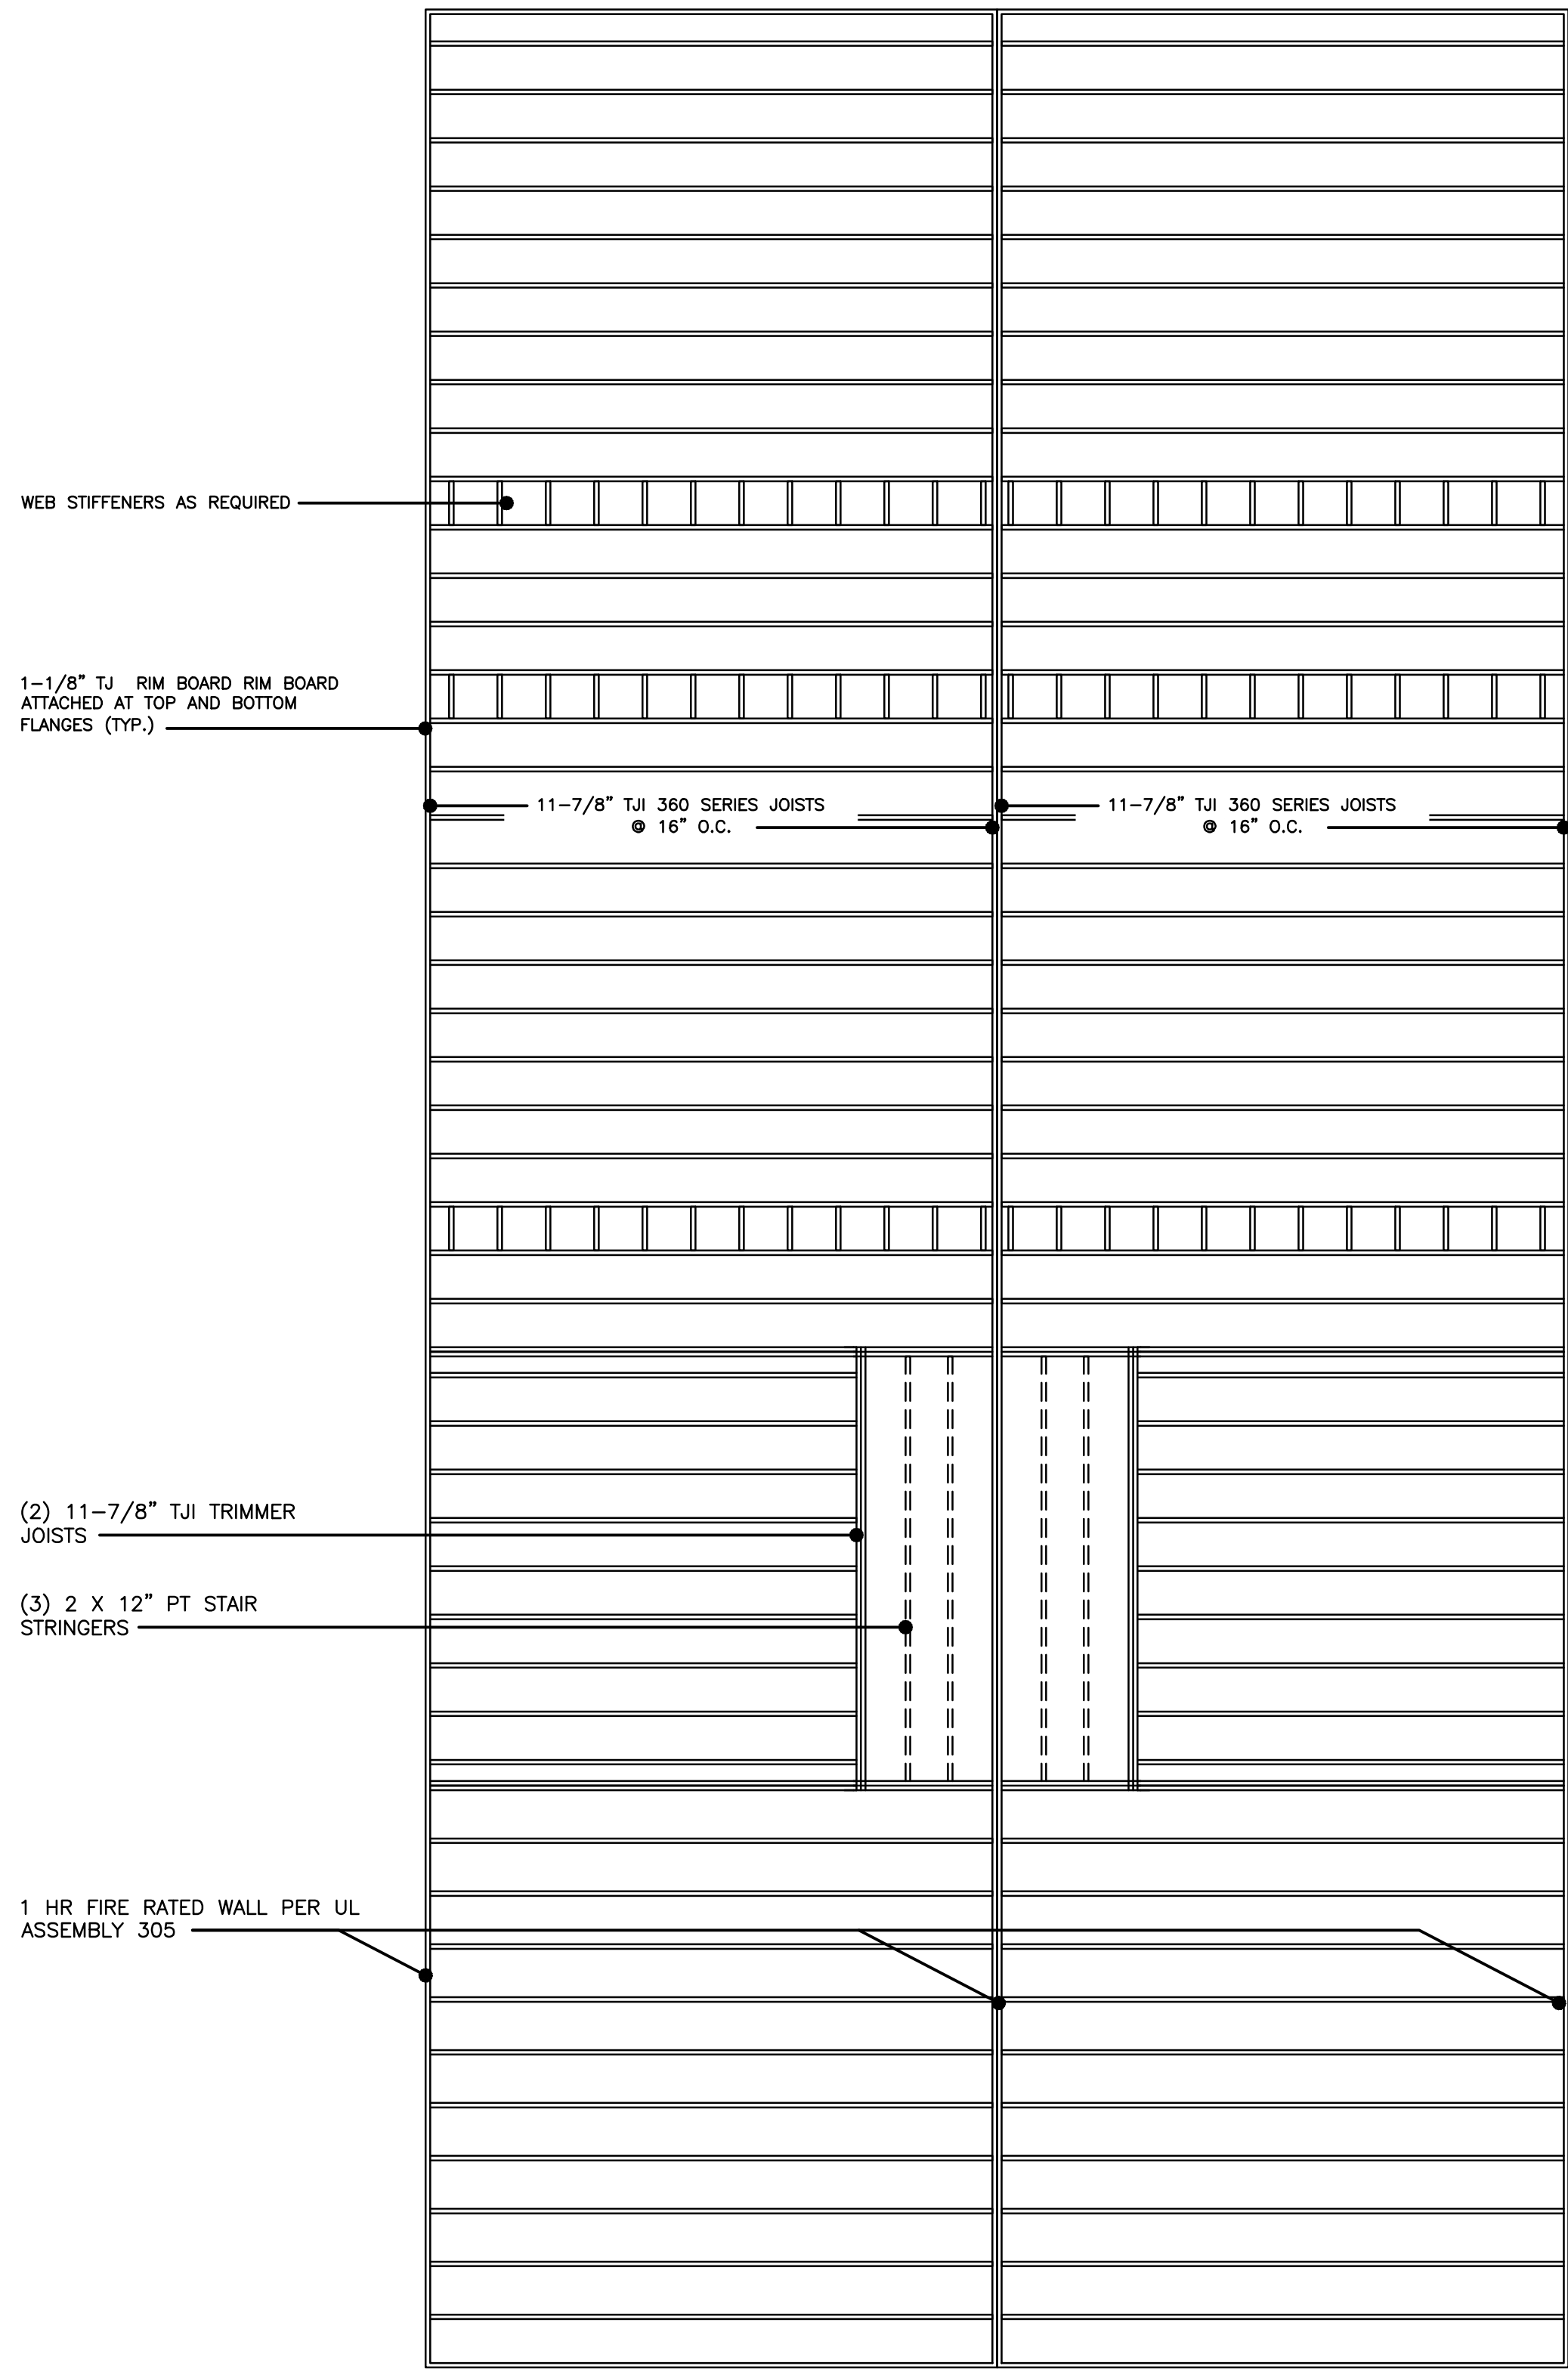 WEB STIFFENERS AS REQUIRED
1-1/8" TJ RIM BOARD RIM BOARD
ATTACHED AT TOP AND BOTTOM
FLANGES (TYP.)
11-7/8" TJI 360 SERIES JOISTS
@ 16" O.C.
11-7/8" TJI 360 SERIES JOISTS
@ 16" O.C.
(2) 11-7/8" TJI TRIMMER
JOISTS
(3) 2 X 12" PT STAIR
STRINGERS
1 HR FIRE RATED WALL PER UL
ASSEMBLY 305